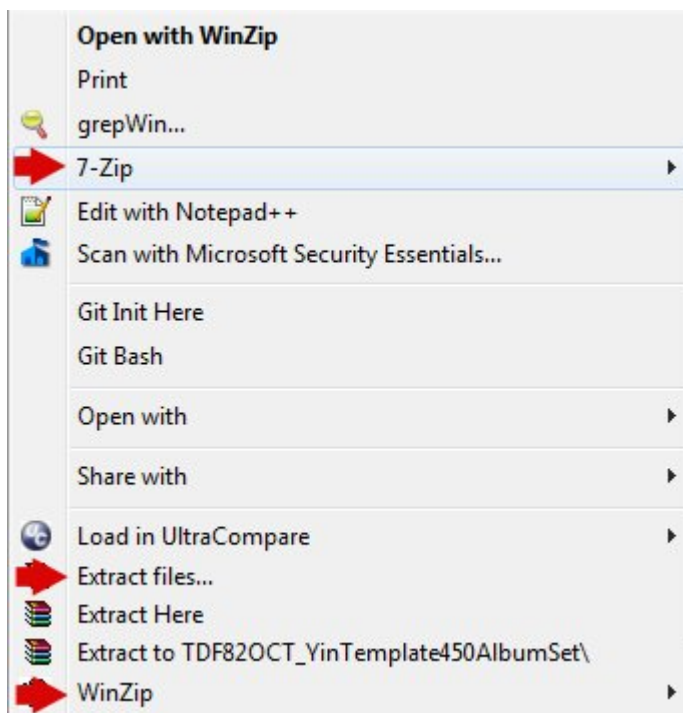 Open with WinZip
Print
grepWin...
7-Zip
Edit with Notepad++
Scan with Microsoft Security Essentials...
Git Init Here
Git Bash
Open with
Share with
Load in UltraCompare
Extract files...
Extract Here
Extract to TDF82OCT_YinTemplate450AlbumSet\
WinZip